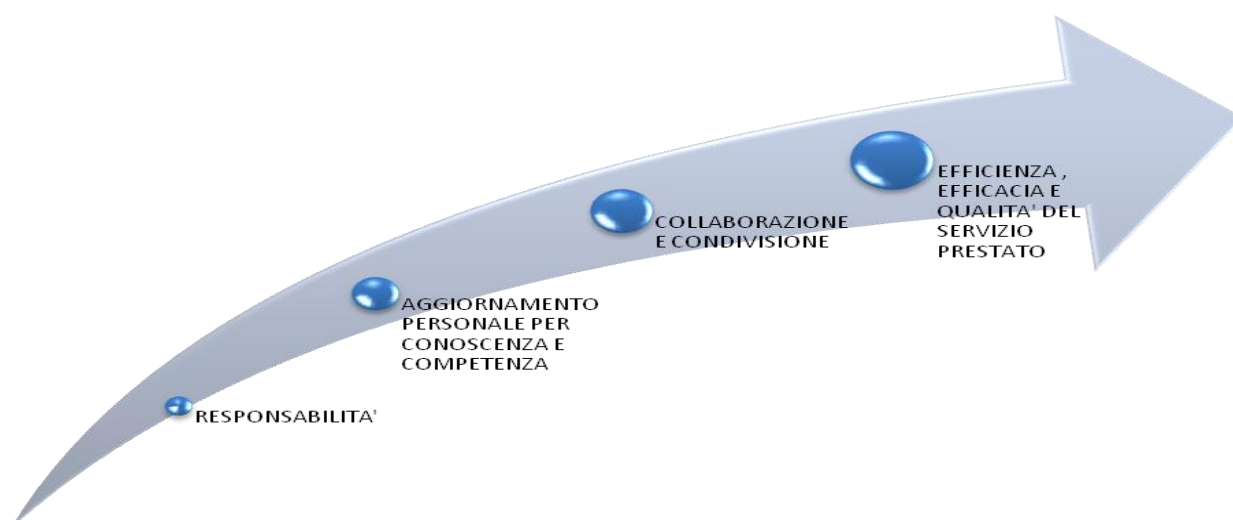 RESPONSABILITA'
AGGIORNAMENTO
PERSONALE PER
CONOSCENZA E
COMPETENZA
COLLABORAZIONE
E CONDIVISIONE
EFFICIENZA ,
EFFICACIA E
QUALITA' DEL
SERVIZIO
PRESTATO